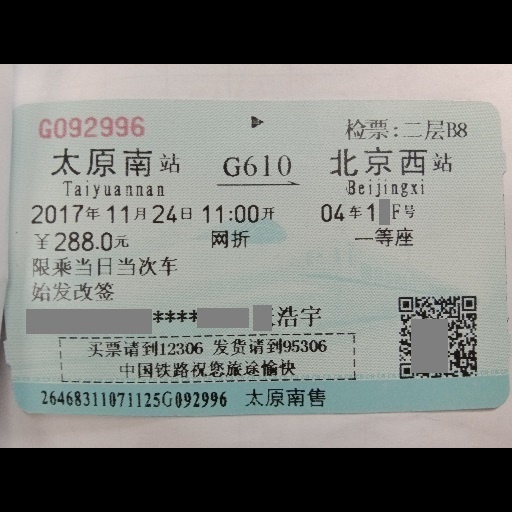 G092996 检票:二层B8
太原南站 G610 北京西站
Taiyuannan Beijingxi
2017年11月24日 11:00开 04车1 F号
¥288.0元 网折 一等座
限乘当日当次车
始发改签
**** 浩宇
买票请到12306 发货请到95306
中国铁路祝您旅途愉快
26468311071125G092996 太原南售